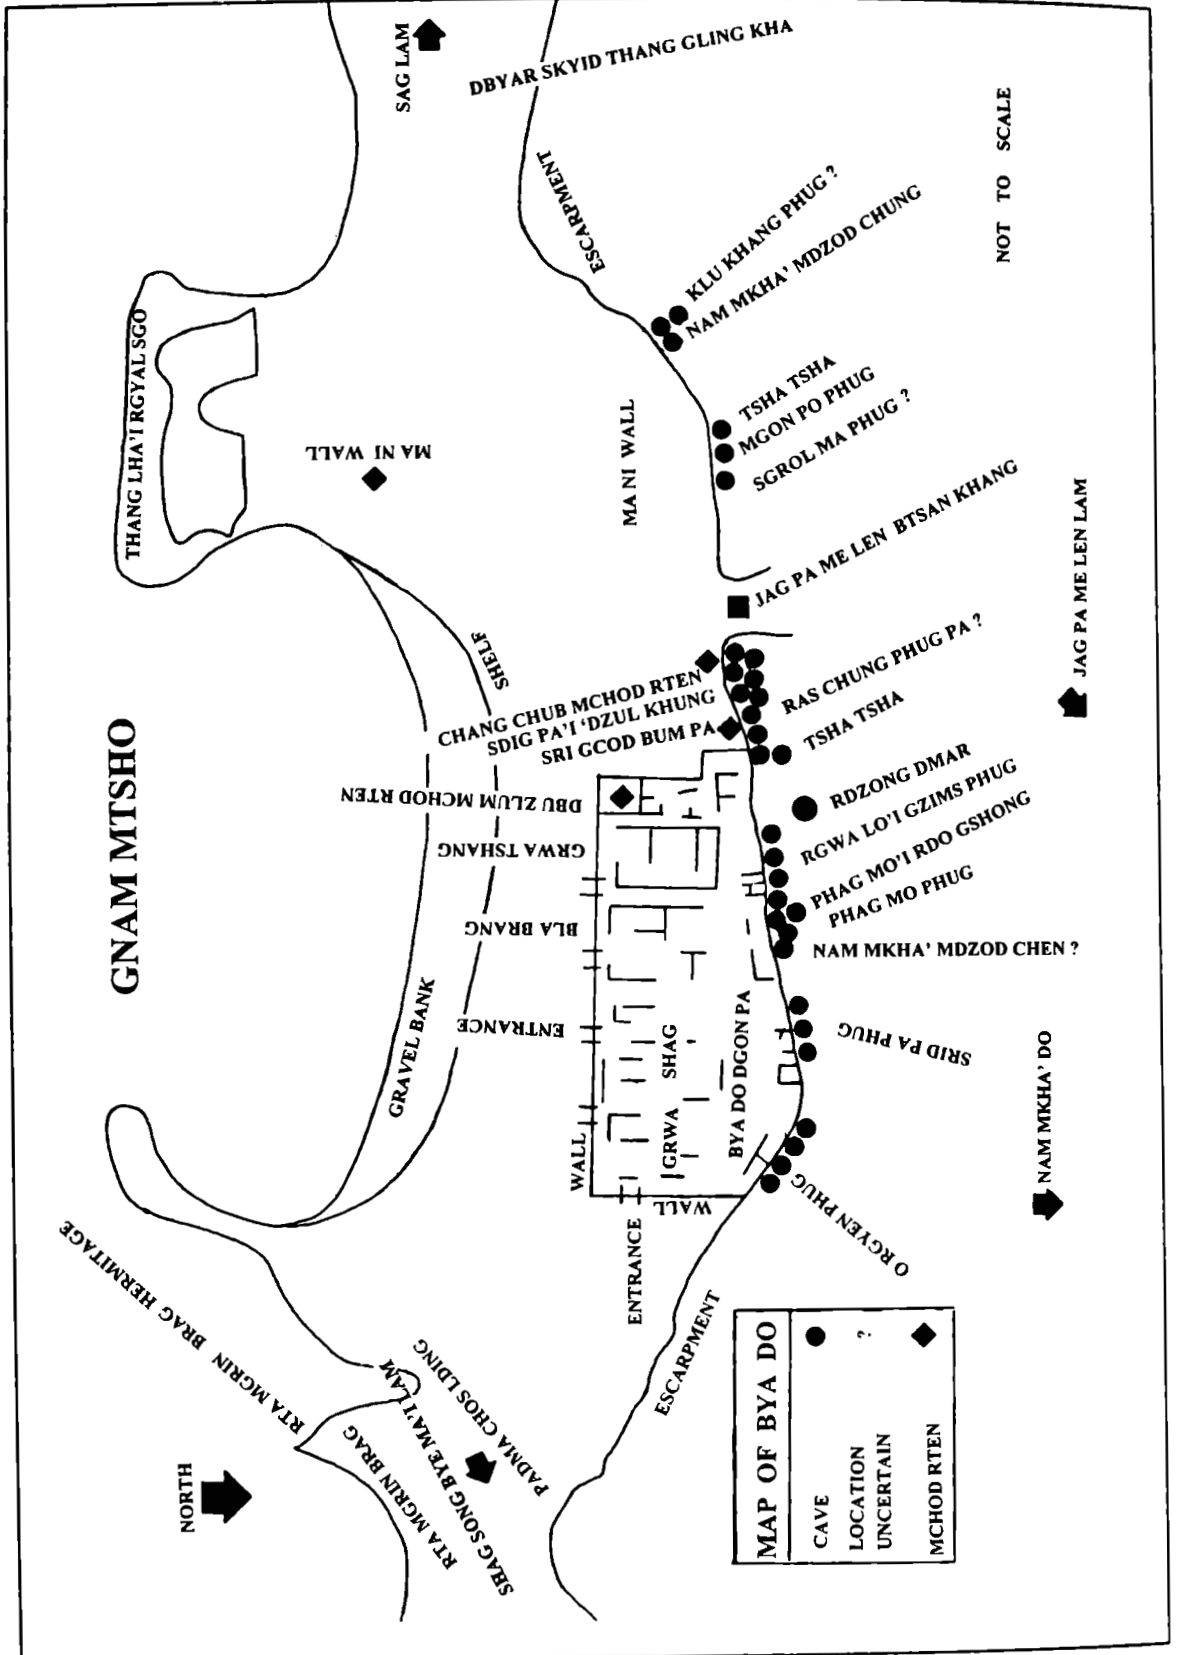 GNAM MTSHO
THANG LHA'I RGYAL SGO
MA NI WALL
SAG LAM
DBYAR SKYID THANG GLING KHA
ESCARPMENT
KLU KHANG PHUG ?
NAM MKHA' MDZOD CHUNG
MA NI WALL
TSHA TSHA
MGON PO PHUG
SGROL MA PHUG ?
JAG PA ME LEN BTSAN KHANG
NOT TO SCALE
JAG PA ME LEN LAM
SHELF
GRAVEL BANK
CHANG CHUB MCHOD RTEN
SDIG PA'I 'DZUL KHUNG
SRI GCOD BUM PA
DBU ZLUM MCHOD RTEN
GRWA TSHANG
BLA BRANG
ENTRANCE
RAS CHUNG PHUG PA ?
TSHA TSHA
RDZONG DMAR
RGWA LO'I GZIMS PHUG
PHAG MO'I RDO GSHONG
PHAG MO PHUG
NAM MKHA' MDZOD CHEN ?
SRID PA PHUG
O RGYEN PHUG
NAM MKHA' DO
GRWA SHAG
BYA DO DGON PA
WALL
WALL
ENTRANCE
ESCARPMENT
RTA MGRIN BRAG HERMITAGE
RTA MGRIN BRAG
SHAG SONG BYE MA'I LAM
PADMA CHOS LDING
NORTH
MAP OF BYA DO
CAVE
LOCATION UNCERTAIN
?
MCHOD RTEN